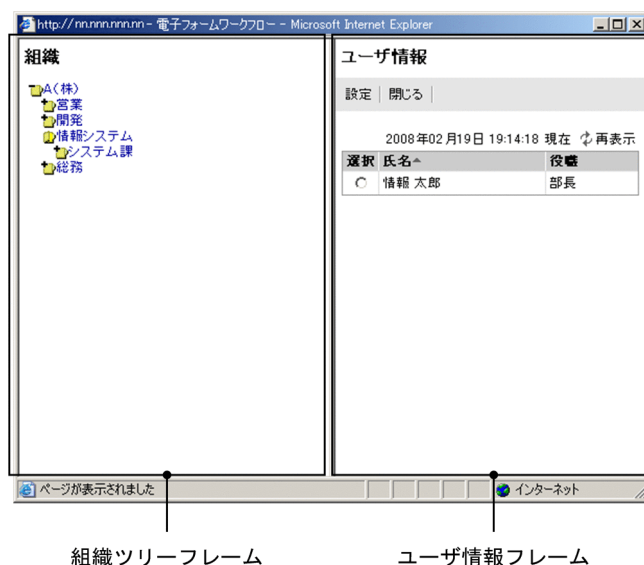 http://nn.nnn.nnn.nn - 電子フォームワークフロー - Microsoft Internet Explorer
組織
A(株)
営業
開発
情報システム
システム課
総務
ユーザ情報
設定 | 閉じる |
2008年02月19日 19:14:18 現在 再表示
選択 氏名 役職
情報 太郎 部長
ページが表示されました
インターネット
組織ツリーフレーム
ユーザ情報フレーム